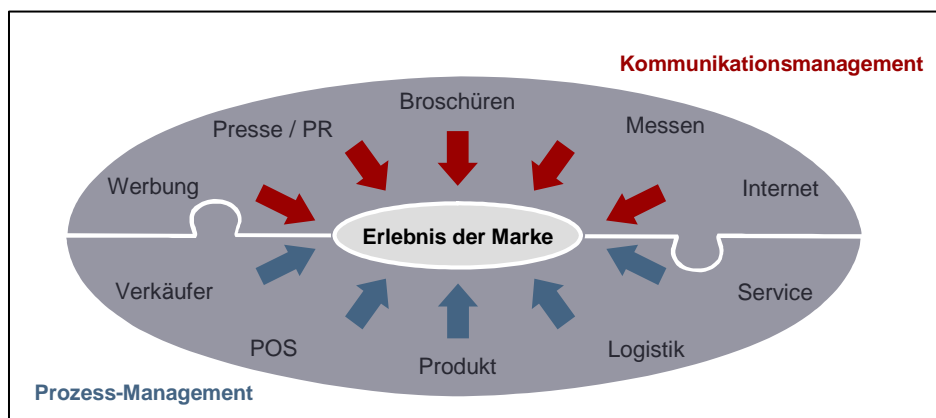 Kommunikationsmanagement
Broschüren
Presse / PR
Messen
Werbung
Internet
Erlebnis der Marke
Verkäufer
Service
POS
Produkt
Logistik
Prozess-Management